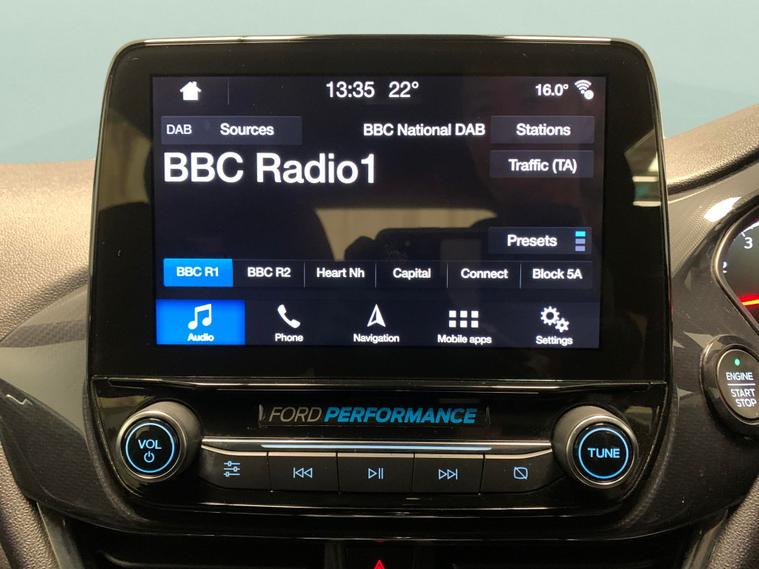 13:35 22° 16.0°
DAB Sources BBC National DAB Stations
BBC Radio1
Traffic (TA)
Presets
BBC R1 BBC R2 Heart Nh Capital Connect Block 5A
Audio Phone Navigation Mobile apps Settings
FORD PERFORMANCE
VOL
TUNE
ENGINE
START
STOP
3